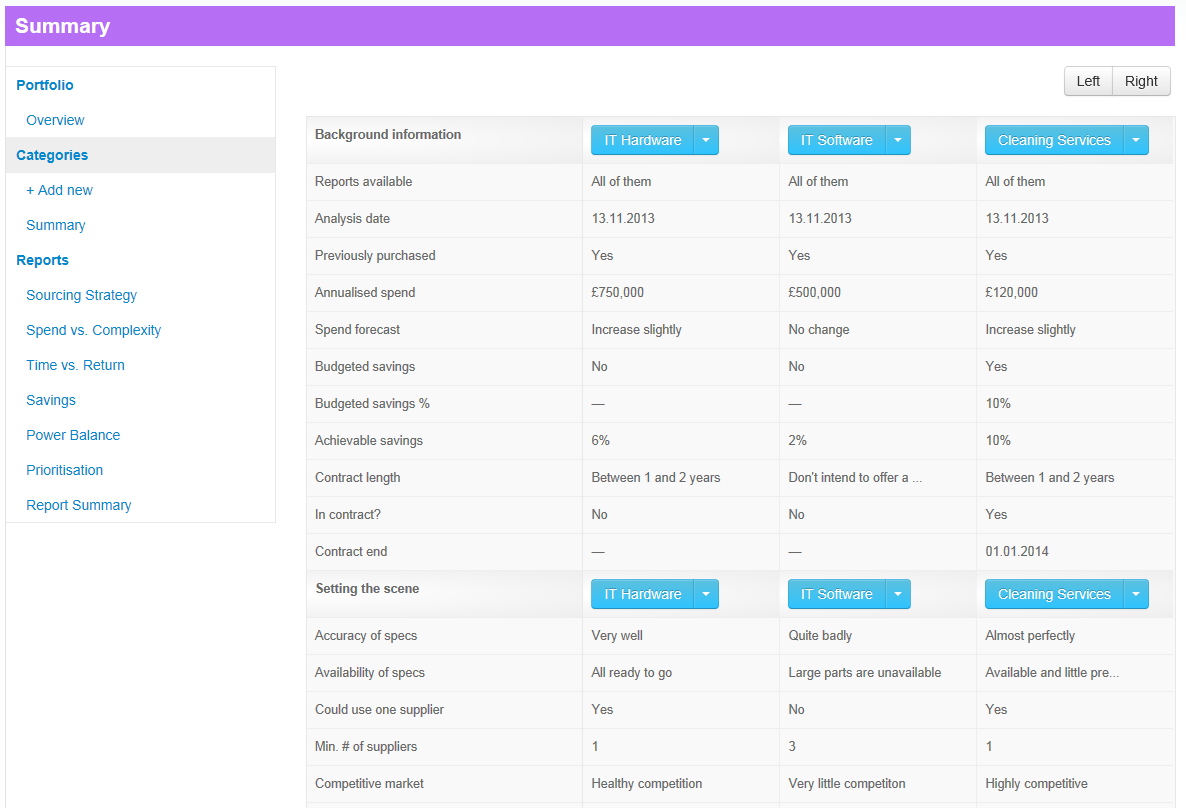 Summary
Portfolio
Overview
Categories
+ Add new
Summary
Reports
Sourcing Strategy
Spend vs. Complexity
Time vs. Return
Savings
Power Balance
Prioritisation
Report Summary
Left Right
Background information IT Hardware IT Software Cleaning Services
Reports available All of them All of them All of them
Analysis date 13.11.2013 13.11.2013 13.11.2013
Previously purchased Yes Yes Yes
Annualised spend £750,000 £500,000 £120,000
Spend forecast Increase slightly No change Increase slightly
Budgeted savings No No Yes
Budgeted savings % — — 10%
Achievable savings 6% 2% 10%
Contract length Between 1 and 2 years Don't intend to offer a ... Between 1 and 2 years
In contract? No No Yes
Contract end — — 01.01.2014
Setting the scene IT Hardware IT Software Cleaning Services
Accuracy of specs Very well Quite badly Almost perfectly
Availability of specs All ready to go Large parts are unavailable Available and little pre...
Could use one supplier Yes No Yes
Min. # of suppliers 1 3 1
Competitive market Healthy competition Very little competiton Highly competitive